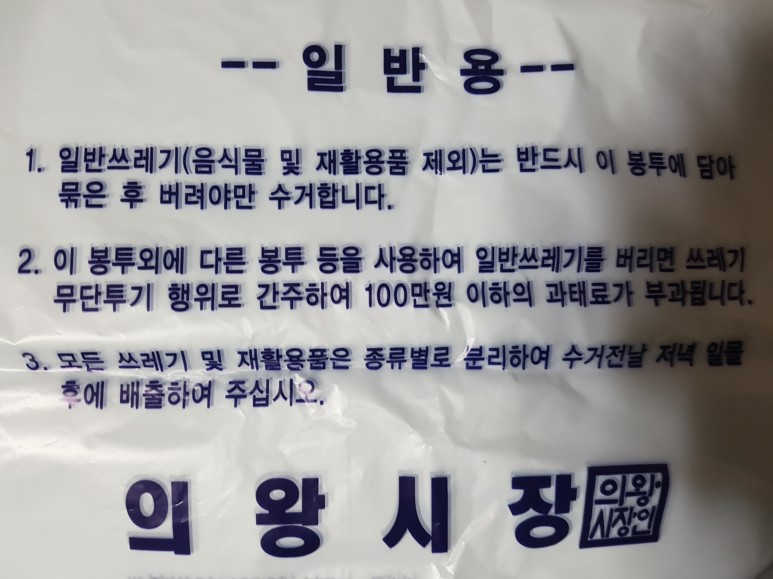 --일반용--
1. 일반쓰레기(음식물 및 재활용품 제외)는 반드시 이 봉투에 담아
묶은 후 버려야만 수거합니다.
2. 이 봉투외에 다른 봉투 등을 사용하여 일반쓰레기를 버리면 쓰레기
무단투기 행위로 간주하여 100만원 이하의 과태료가 부과됩니다.
3. 모든 쓰레기 및 재활용품은 종류별로 분리하여 수거전날 저녁 일몰
후에 배출하여 주십시오.
의왕시장 의왕시장인